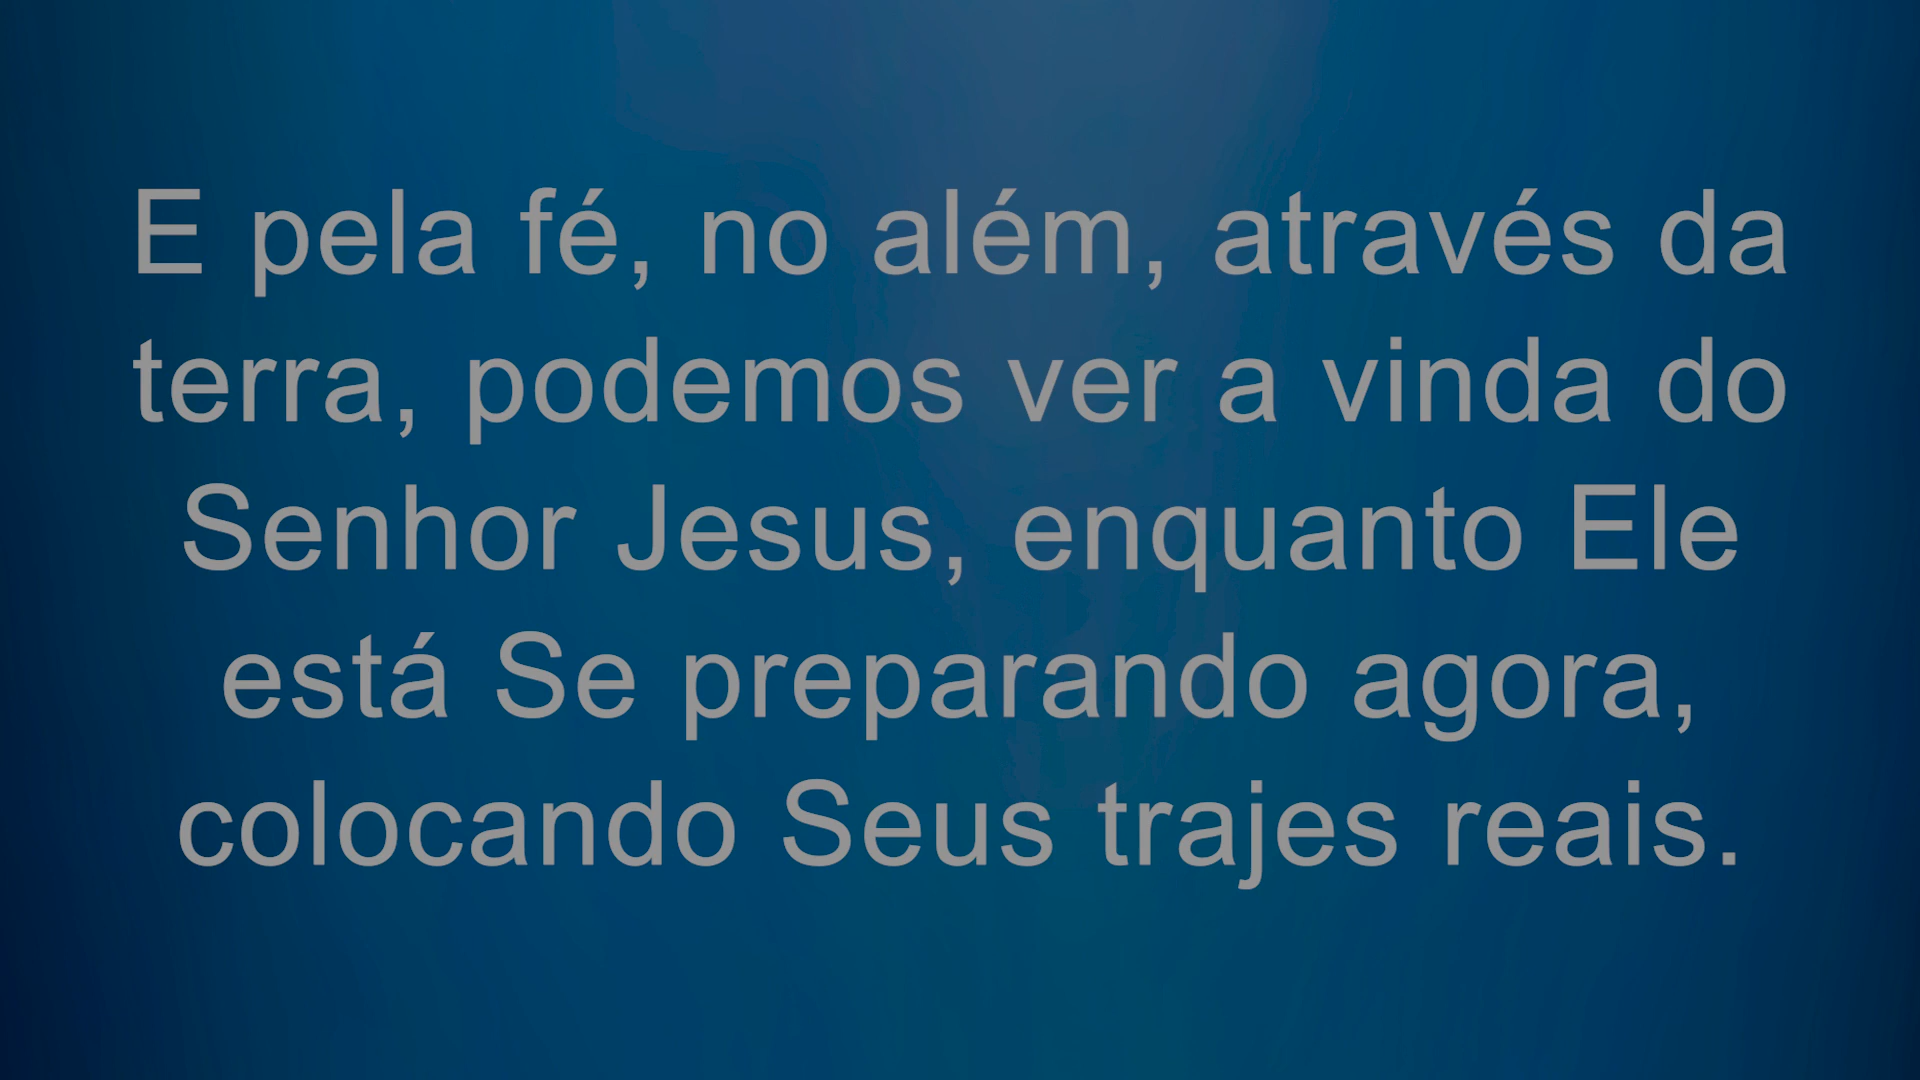 E pela fé, no além, através da
terra, podemos ver a vinda do
Senhor Jesus, enquanto Ele
está Se preparando agora,
colocando Seus trajes reais.